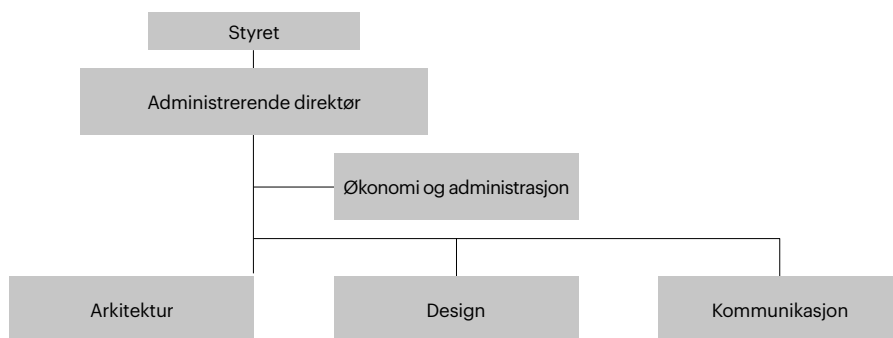 Styret
Administrerende direktør
Økonomi og administrasjon
Arkitektur
Design
Kommunikasjon